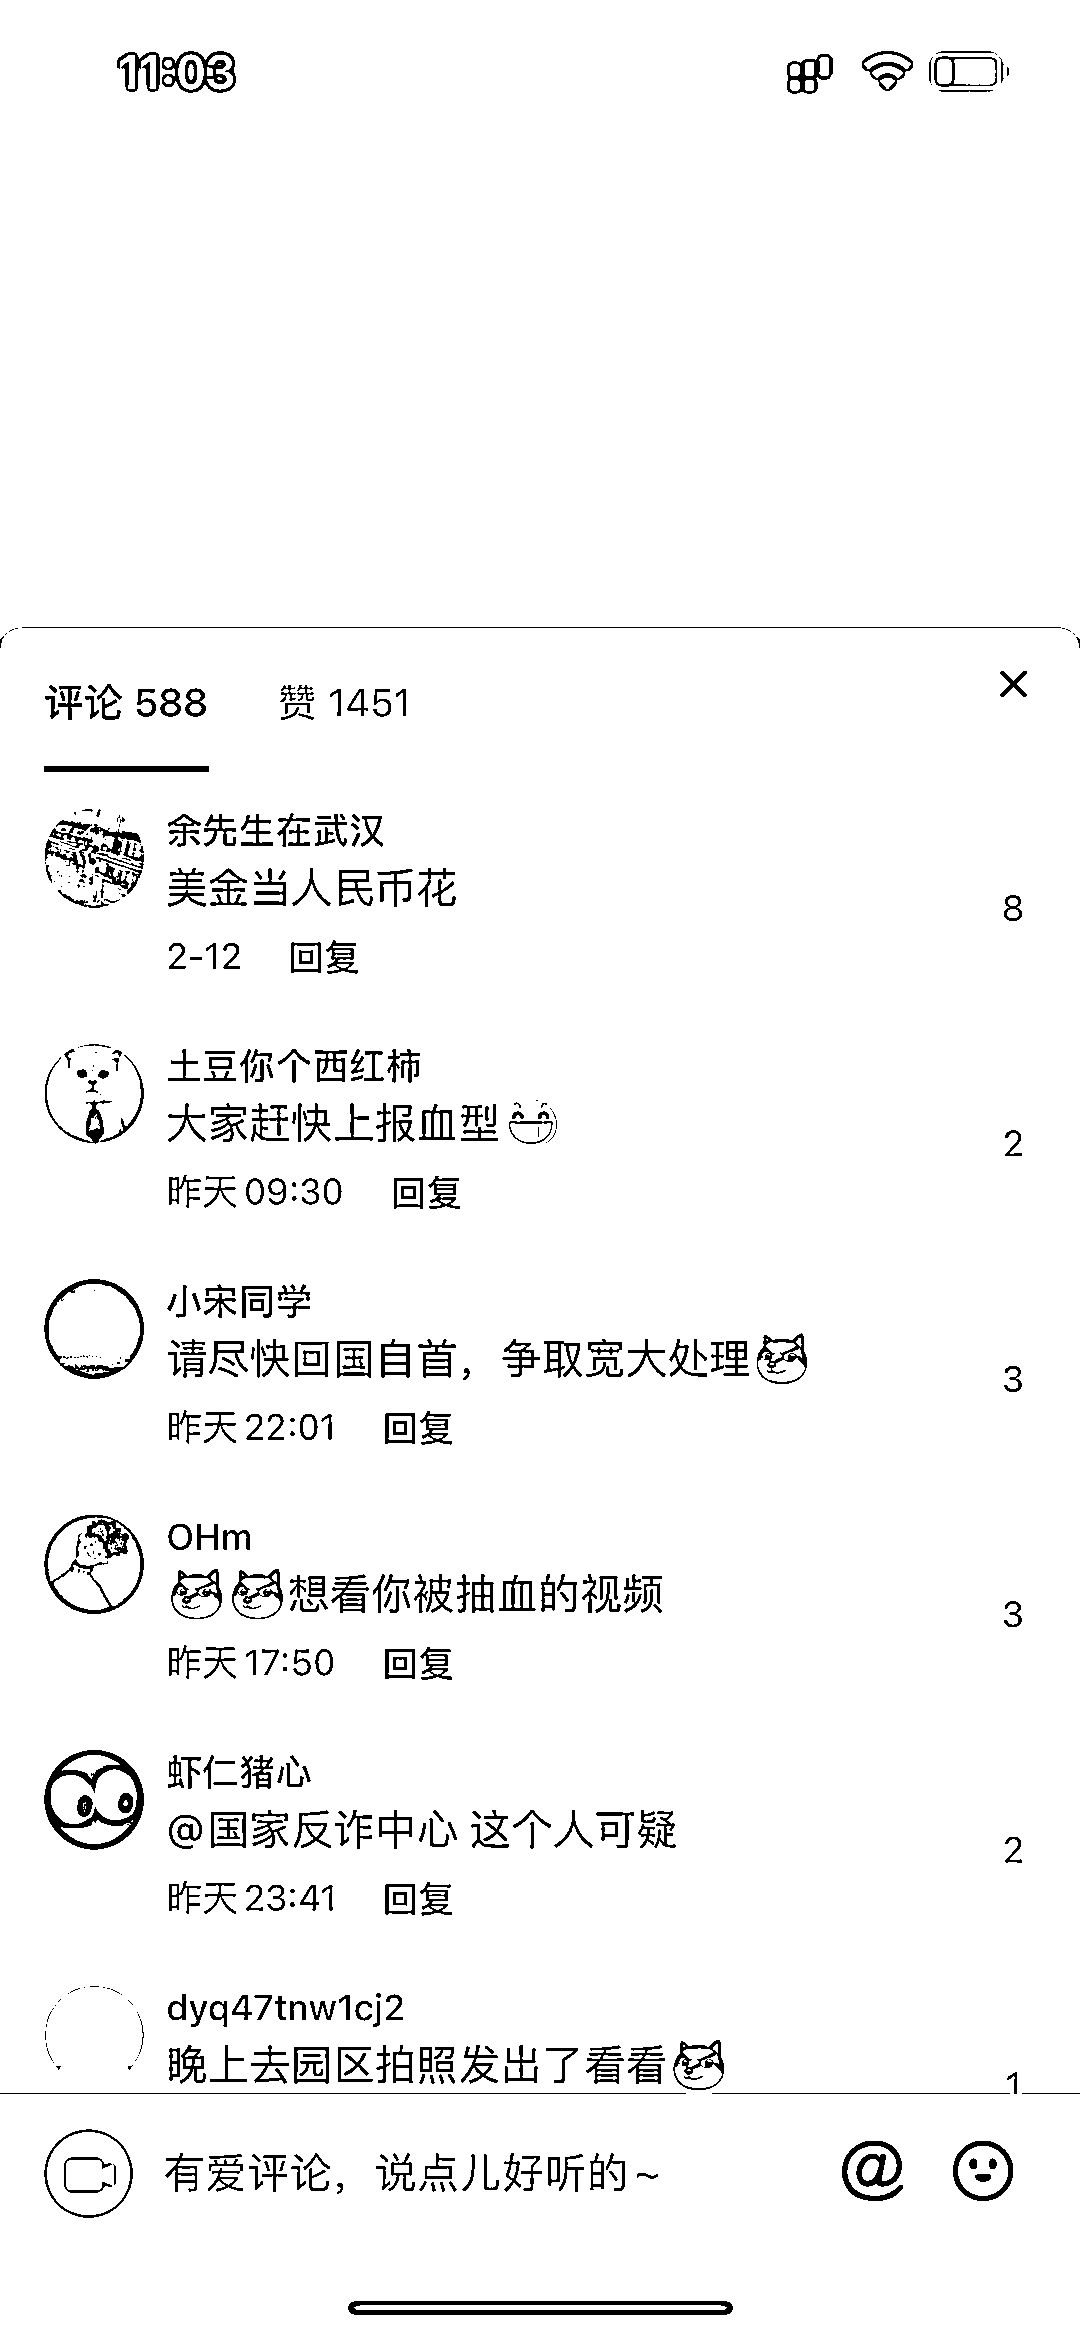 11:03
评论 588 赞 1451
余先生在武汉
美金当人民币花
8
2-12 回复
土豆你个西红柿
大家赶快上报血型
2
昨天 09:30 回复
小宋同学
请尽快回国自首，争取宽大处理
3
昨天 22:01 回复
OHm
想看你被抽血的视频
3
昨天 17:50 回复
虾仁猪心
@国家反诈中心 这个人可疑
2
昨天 23:41 回复
dyq47tnw1cj2
晚上去园区拍照发出了看看
1
有爱评论，说点儿好听的～